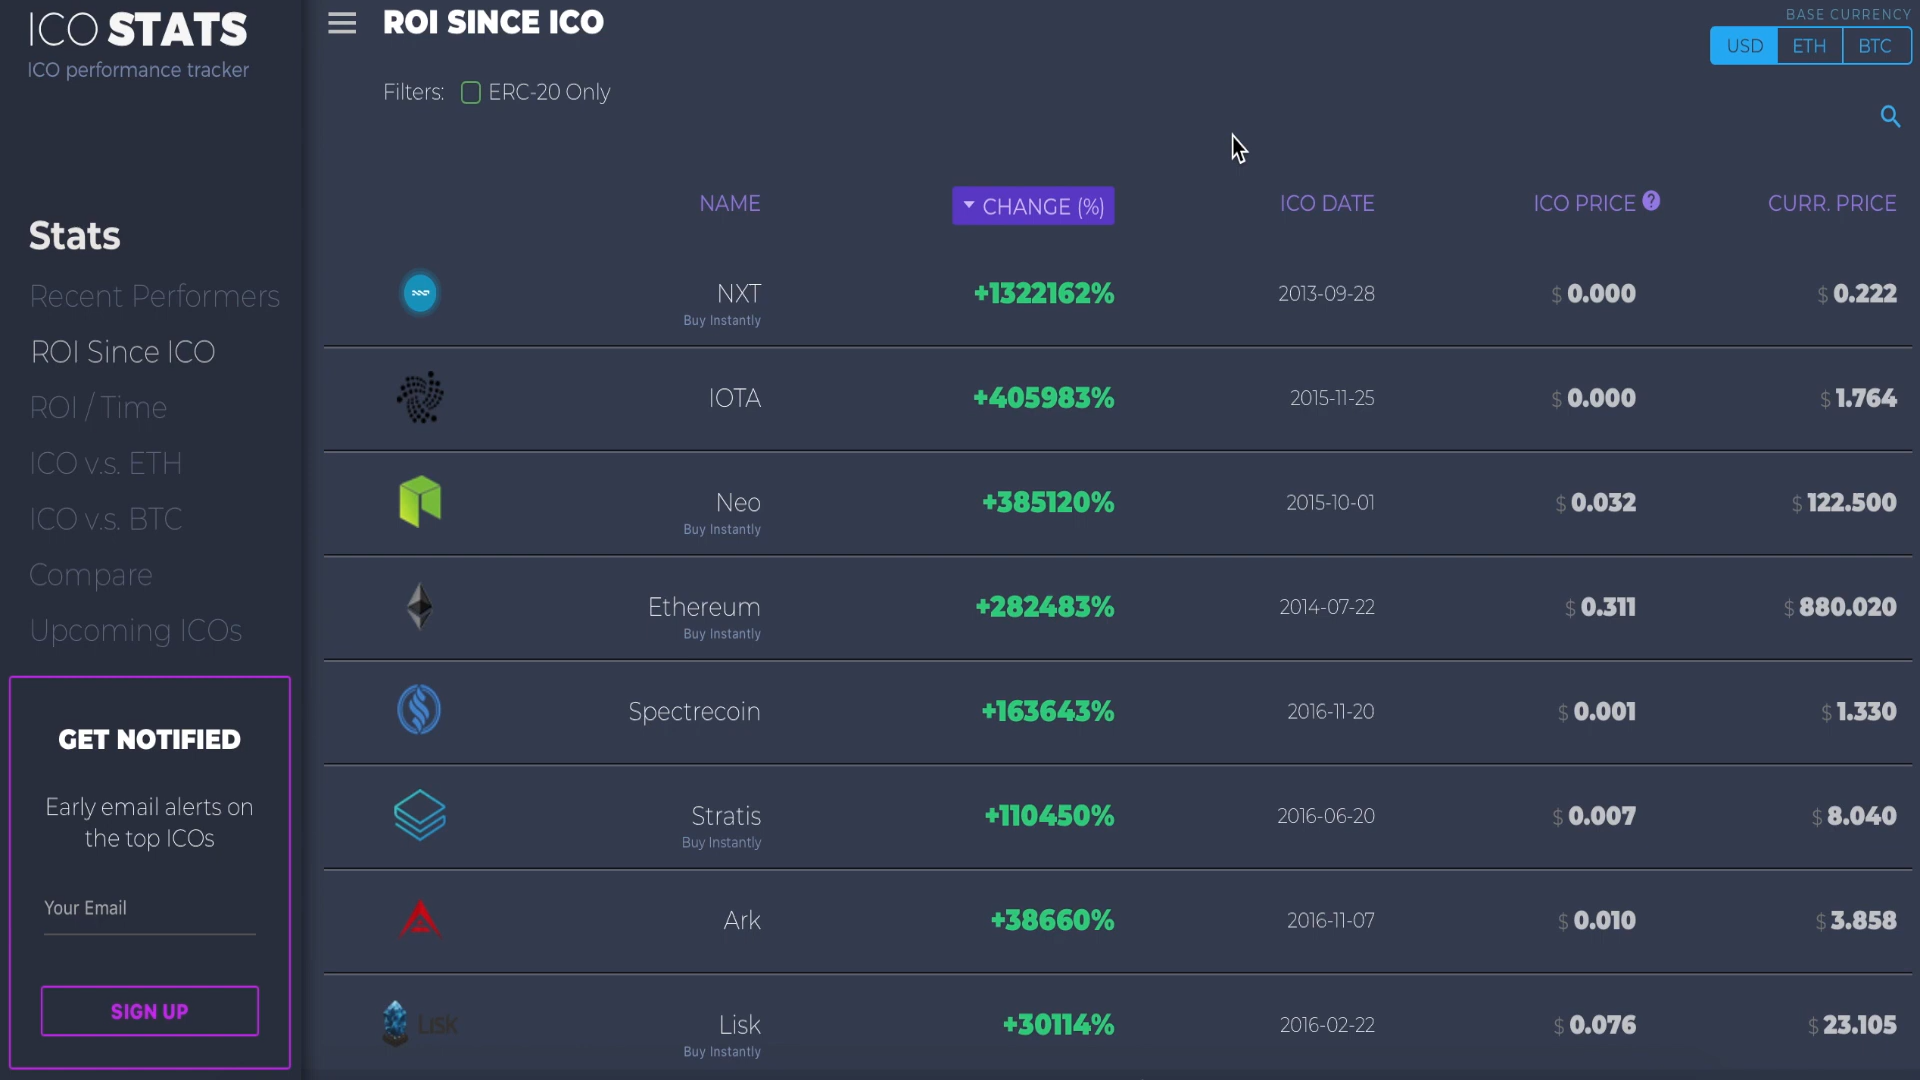 ICO STATS
ICO performance tracker
ROI SINCE ICO
BASE CURRENCY
USD ETH BTC
Filters: ERC-20 Only
Stats
Recent Performers
ROI Since ICO
ROI / Time
ICO v.s. ETH
ICO v.s. BTC
Compare
Upcoming ICOs
GET NOTIFIED
Early email alerts on
the top ICOs
Your Email
SIGN UP
NAME CHANGE (%) ICO DATE ICO PRICE ? CURR. PRICE
NXT +1322162% 2013-09-28 $ 0.000 $ 0.222
Buy Instantly
IOTA +405983% 2015-11-25 $ 0.000 $ 1.764
Neo +385120% 2015-10-01 $ 0.032 $ 122.500
Buy Instantly
Ethereum +282483% 2014-07-22 $ 0.311 $ 880.020
Buy Instantly
Spectrecoin +163643% 2016-11-20 $ 0.001 $ 1.330
Stratis +110450% 2016-06-20 $ 0.007 $ 8.040
Buy Instantly
Ark +38660% 2016-11-07 $ 0.010 $ 3.858
Lisk Lisk +30114% 2016-02-22 $ 0.076 $ 23.105
Buy Instantly